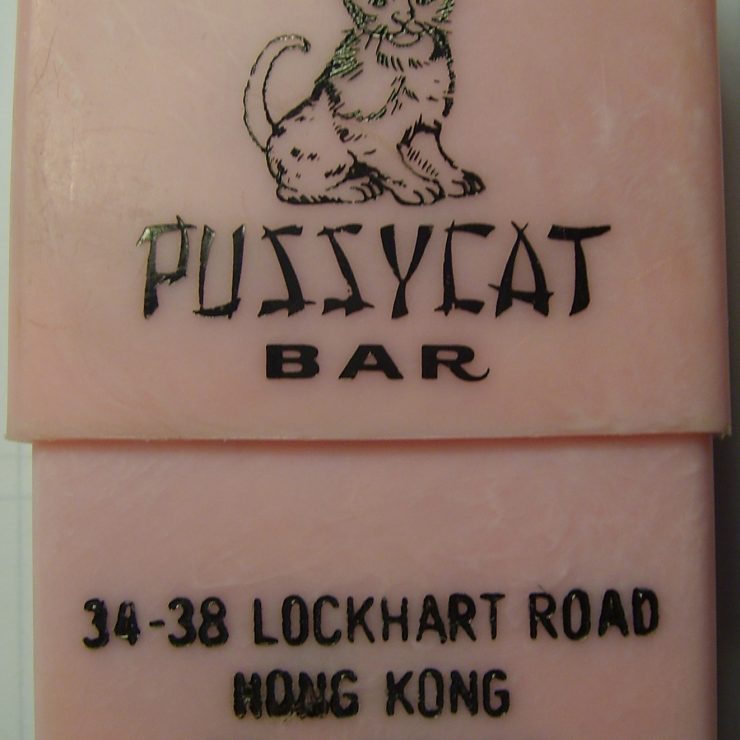 PUSSYCAT
BAR
34-38 LOCKHART ROAD
HONG KONG